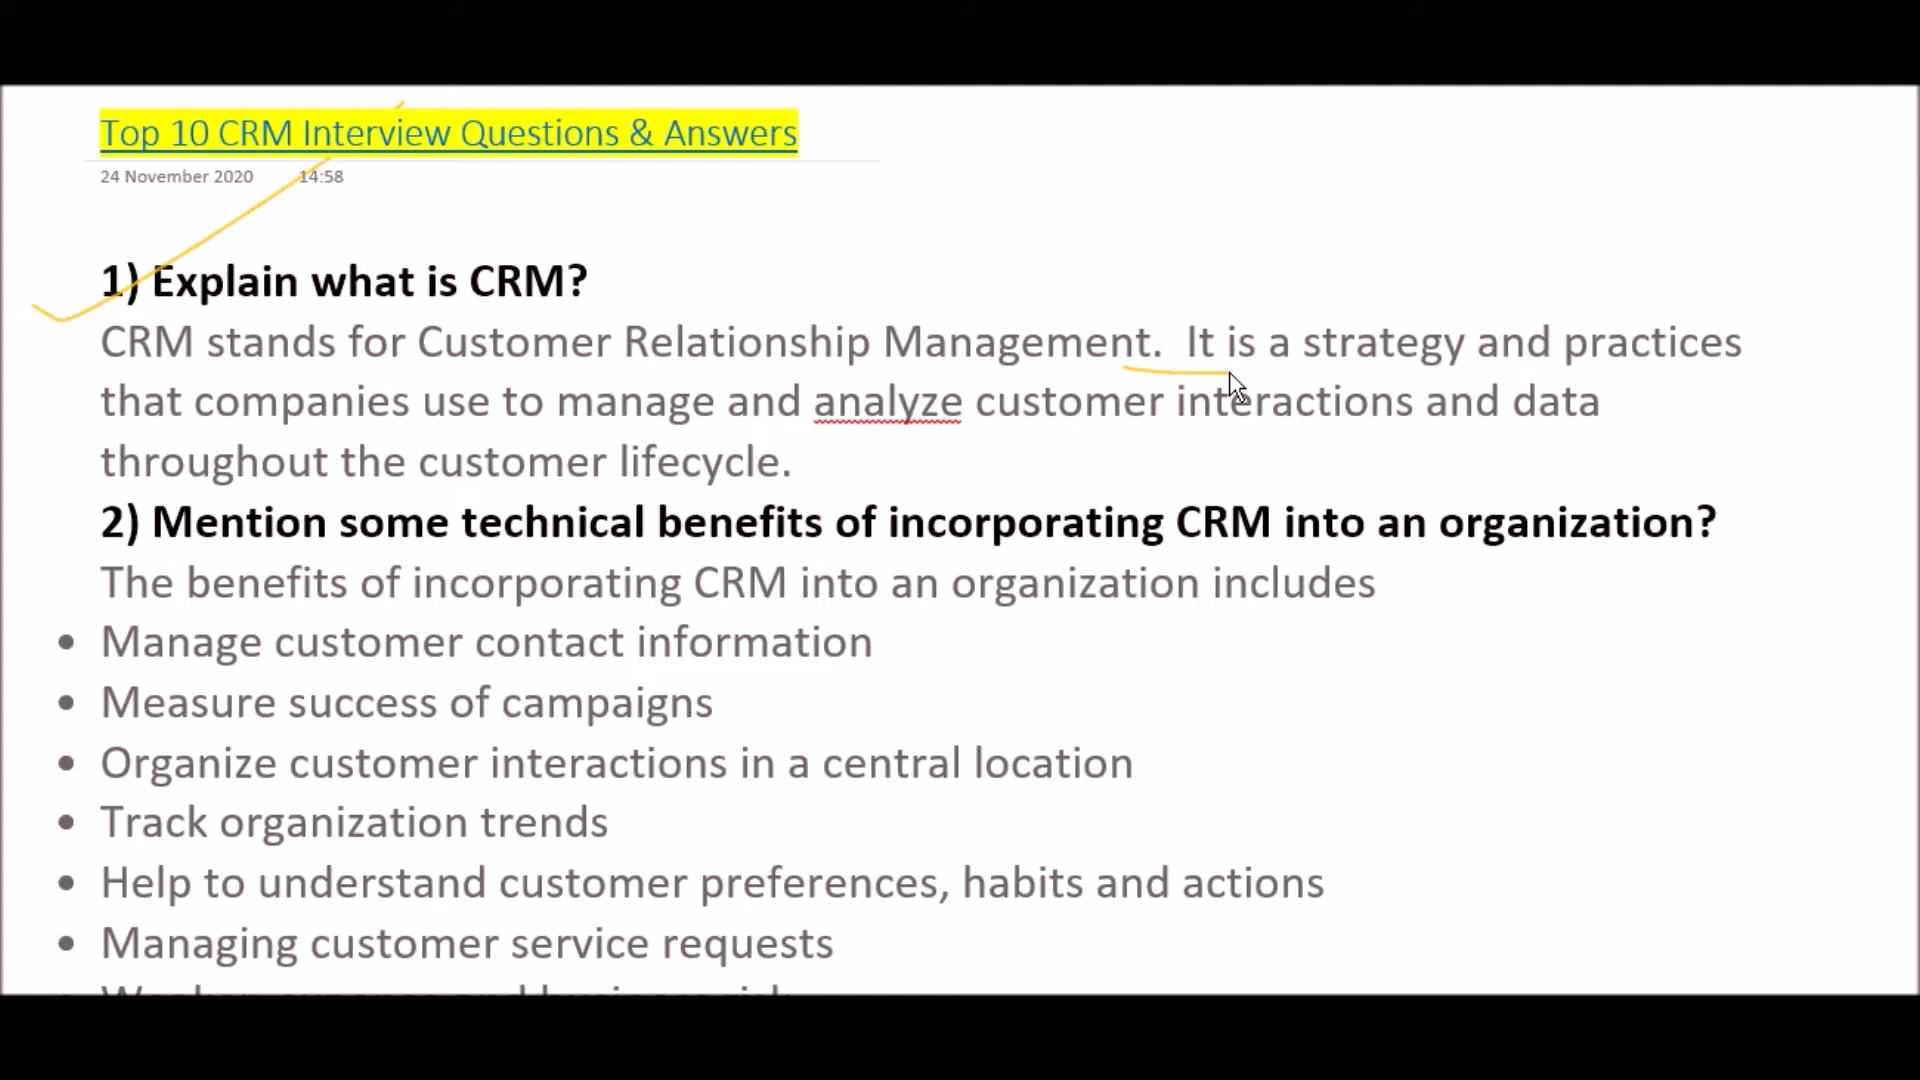 Top 10 CRM Interview Questions & Answers
24 November 2020 14:58
1) Explain what is CRM?
CRM stands for Customer Relationship Management.  It is a strategy and practices
that companies use to manage and analyze customer interactions and data
throughout the customer lifecycle.
2) Mention some technical benefits of incorporating CRM into an organization?
The benefits of incorporating CRM into an organization includes
• Manage customer contact information
• Measure success of campaigns
• Organize customer interactions in a central location
• Track organization trends
• Help to understand customer preferences, habits and actions
• Managing customer service requests